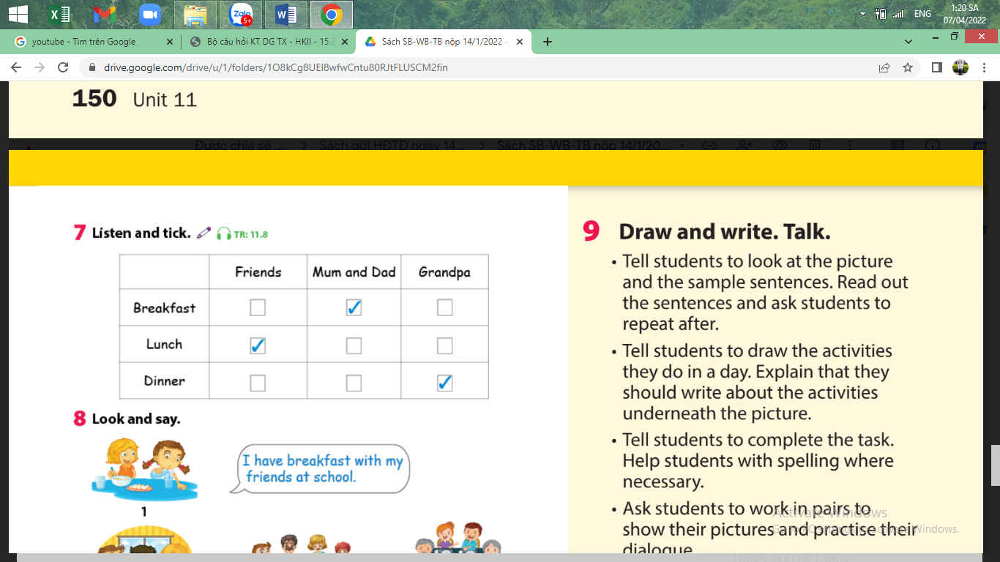 1:20 SA
ENG
07/04/2022
5+
youtube - Tìm trên Google
Bộ câu hỏi KT DG TX - HKII - 15.3
Sách SB-WB-TB nộp 14/1/2022 -
drive.google.com/drive/u/1/folders/1O8kCg8UEI8wfwCntu80RJtFLUSCM2fin
150 Unit 11
Được chia sẻ ...
Sách gửi HĐTĐ ngày 14...
Sách SB-WB-TB nộp 14/1/20...
7 Listen and tick. TR: 11.8
Friends Mum and Dad Grandpa
Breakfast
Lunch
Dinner
8 Look and say.
I have breakfast with my
friends at school.
1
9 Draw and write. Talk.
• Tell students to look at the picture
and the sample sentences. Read out
the sentences and ask students to
repeat after.
• Tell students to draw the activities
they do in a day. Explain that they
should write about the activities
underneath the picture.
• Tell students to complete the task.
Help students with spelling where
necessary.
• Ask students to work in pairs to
show their pictures and practise their
dialogue.
Activate Windows
Go to PC settings to activate Windows.
Thuộc tính hệ thống